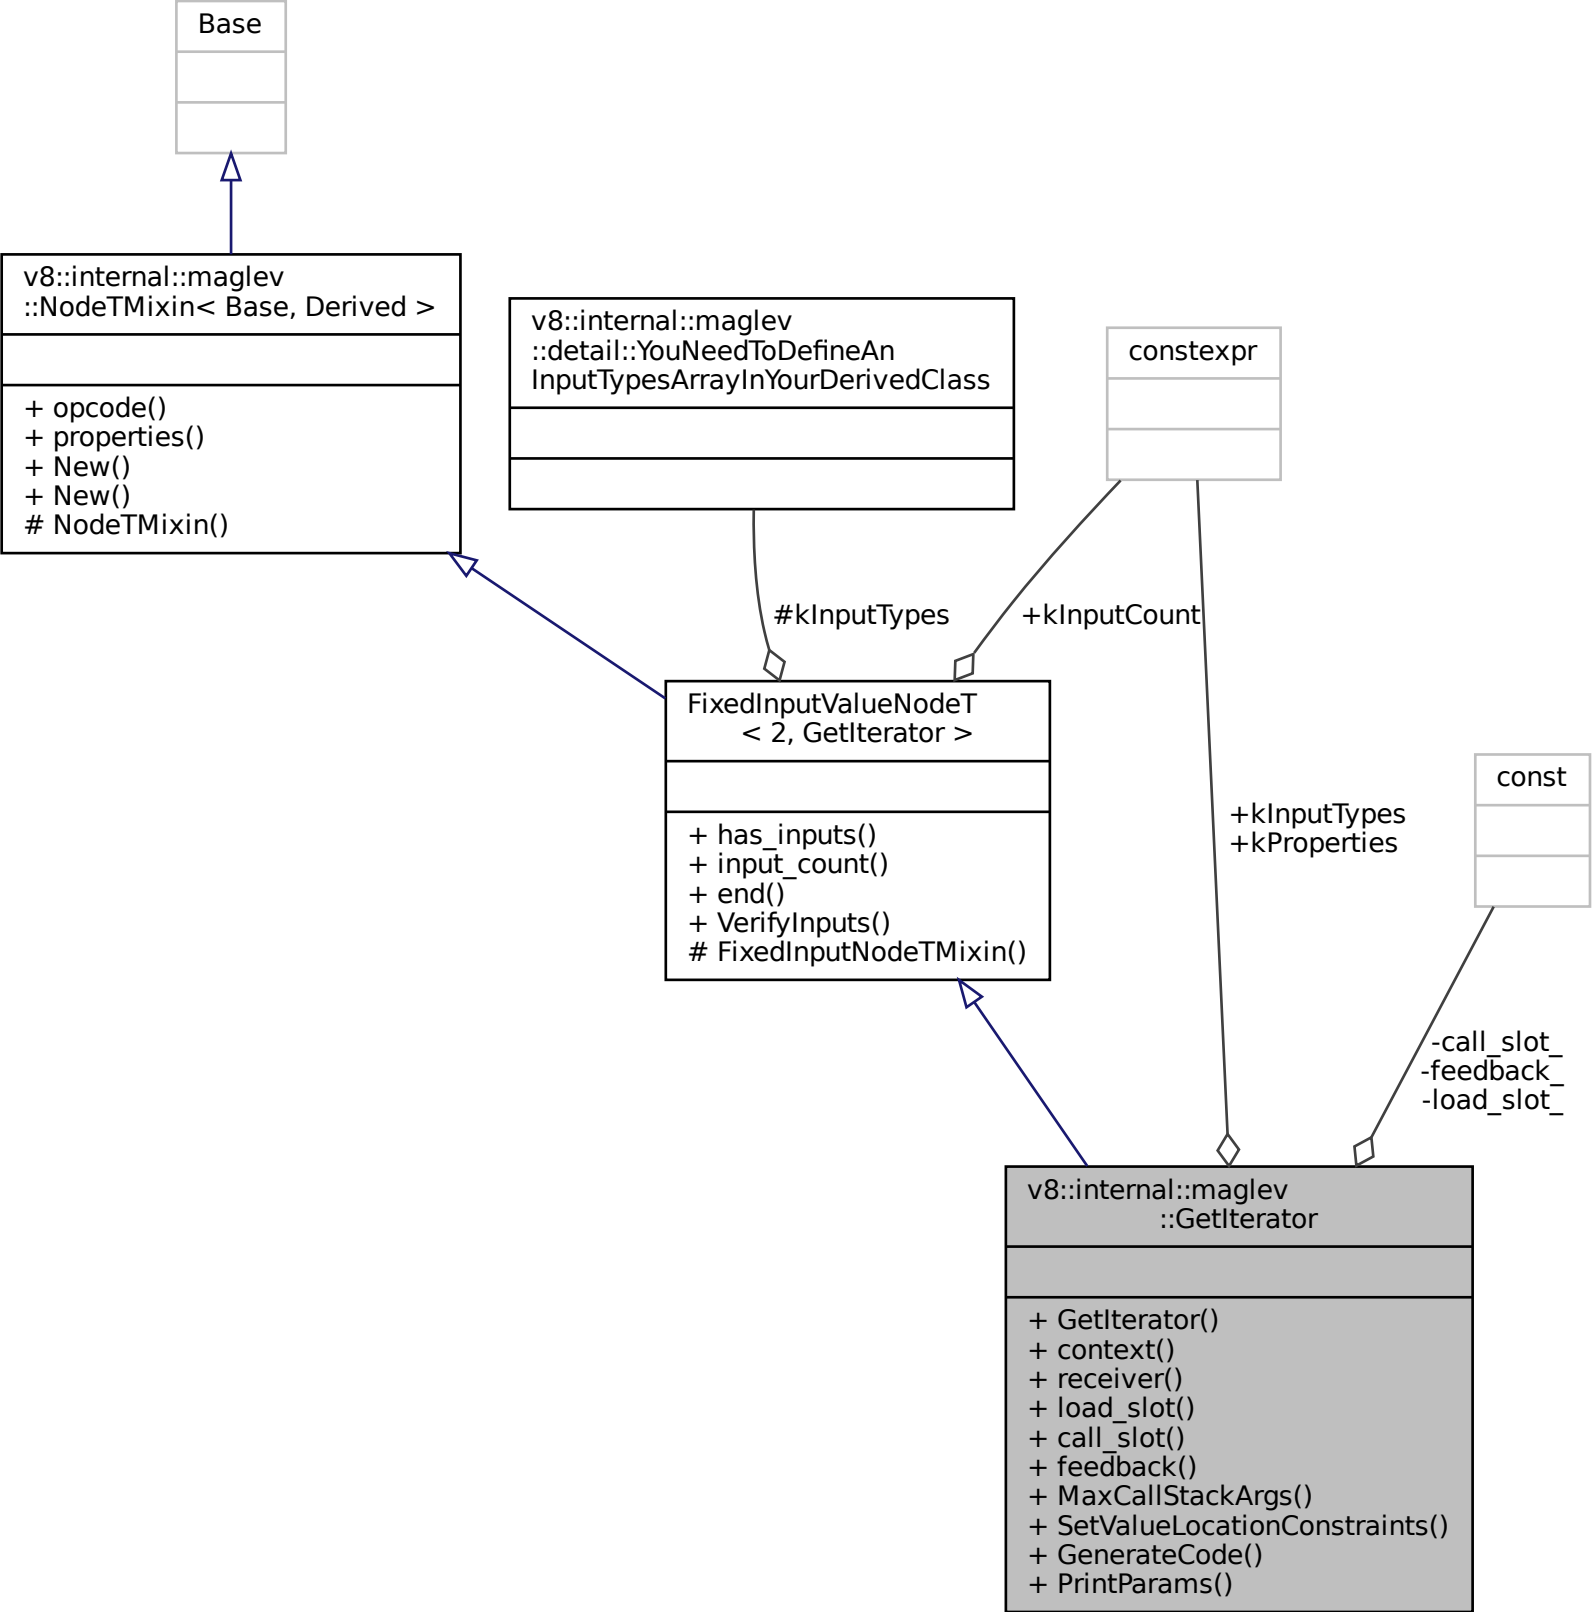 Base
v8::internal::maglev
::NodeTMixin< Base, Derived >
+ opcode()
+ properties()
+ New()
+ New()
# NodeTMixin()
v8::internal::maglev
::detail::YouNeedToDefineAn
InputTypesArrayInYourDerivedClass
constexpr
#kInputTypes
+kInputCount
FixedInputValueNodeT
< 2, GetIterator >
+ has_inputs()
+ input_count()
+ end()
+ VerifyInputs()
# FixedInputNodeTMixin()
+kInputTypes
+kProperties
const
-call_slot_
-feedback_
-load_slot_
v8::internal::maglev
::GetIterator
+ GetIterator()
+ context()
+ receiver()
+ load_slot()
+ call_slot()
+ feedback()
+ MaxCallStackArgs()
+ SetValueLocationConstraints()
+ GenerateCode()
+ PrintParams()